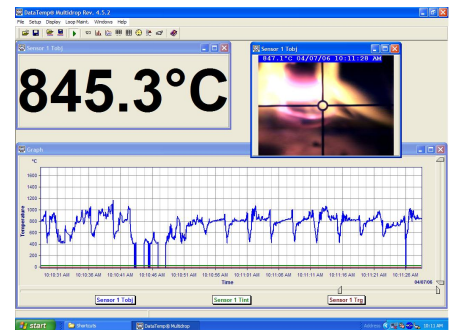 DataTemp® Multidrop Rev. 4.5.2
File Setup Display Loop Maint. Windows Help
Sensor 1 Tobj
845.3°C
Sensor 1 Tobj
847.1°C 04/07/06 10:11:28 AM
Graph
°C
1600
1400
1200
1000
800
600
400
200
0
Temperature
10:10:31 AM 10:10:36 AM 10:10:41 AM 10:10:46 AM 10:10:51 AM 10:10:56 AM 10:11:01 AM 10:11:06 AM 10:11:11 AM 10:11:16 AM 10:11:21 AM 10:11:26 AM
Time
04/07/06
Sensor 1 Tobj Sensor 1 Tint Sensor 1 Trg
start Shortcuts DataTemp® Multidrop Address 10:11 AM